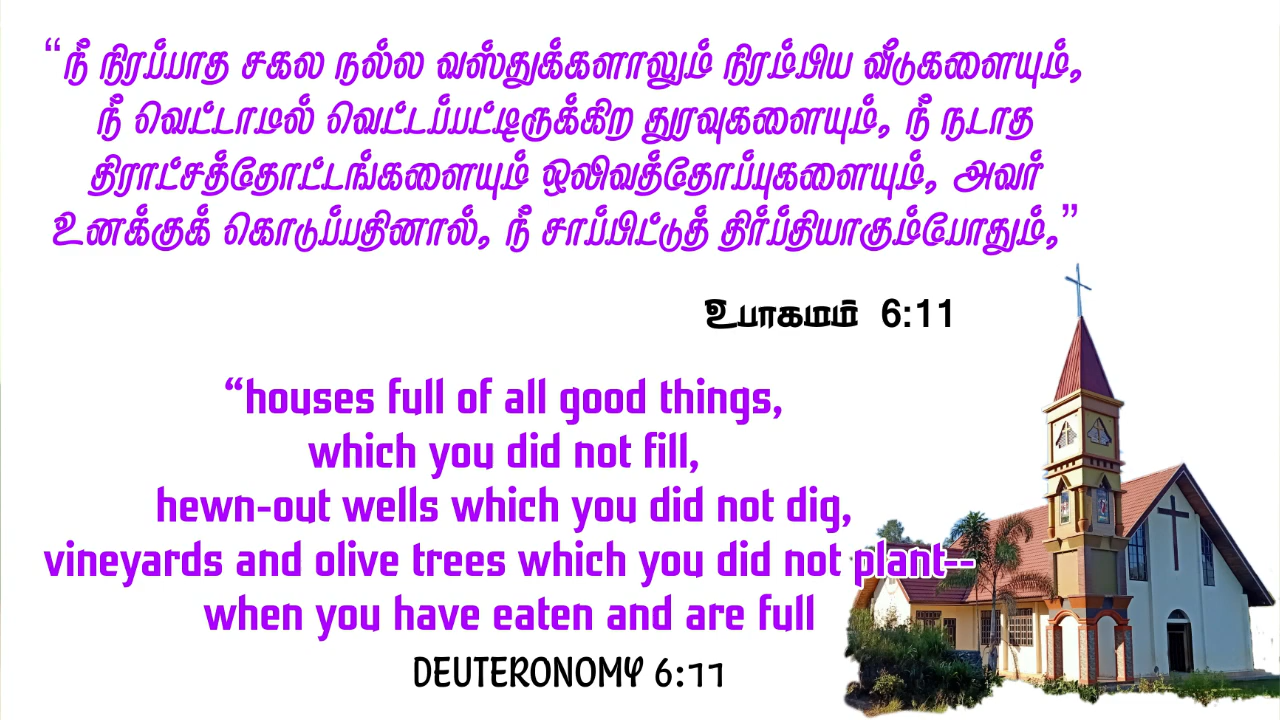 “நீ நிரப்பாத சகல நல்ல வஸ்துக்களாலும் நிரம்பிய வீடுகளையும்,
நீ வெட்டாமல் வெட்டப்பட்டிருக்கிற துரவுகளையும், நீ நடாத
திராட்சத்தோட்டங்களையும் ஒலிவத்தோப்புகளையும், அவர்
உனக்குக் கொடுப்பதினால், நீ சாப்பிட்டுத் திர்ப்தியாகும்போதும்,”
உபாகமம் 6:11
“houses full of all good things,
which you did not fill,
hewn-out wells which you did not dig,
vineyards and olive trees which you did not plant--
when you have eaten and are full
DEUTERONOMY 6:11